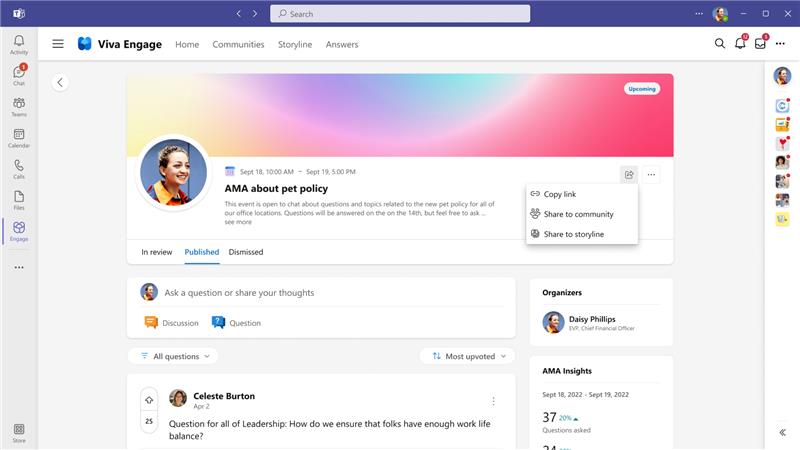 Search
Activity
1
Chat
Teams
Calendar
Calls
Files
Engage
Store
Viva Engage
Home
Communities
Storyline
Answers
12
5
Upcoming
Sept 18, 10:00 AM – Sept 19, 5:00 PM
AMA about pet policy
This event is open to chat about questions and topics related to the new pet policy for all of
our office locations. Questions will be answered on the on the 14th, but feel free to ask ...
see more
Copy link
Share to community
Share to storyline
In review
Published
Dismissed
Ask a question or share your thoughts
Discussion
Question
All questions
Most upvoted
25
Celeste Burton
Apr 2
Question for all of Leadership: How do we ensure that folks have enough work life
balance?
Organizers
Daisy Phillips
EVP, Chief Financial Officer
AMA Insights
Sept 18, 2022 - Sept 19, 2022
37 20%
Questions asked